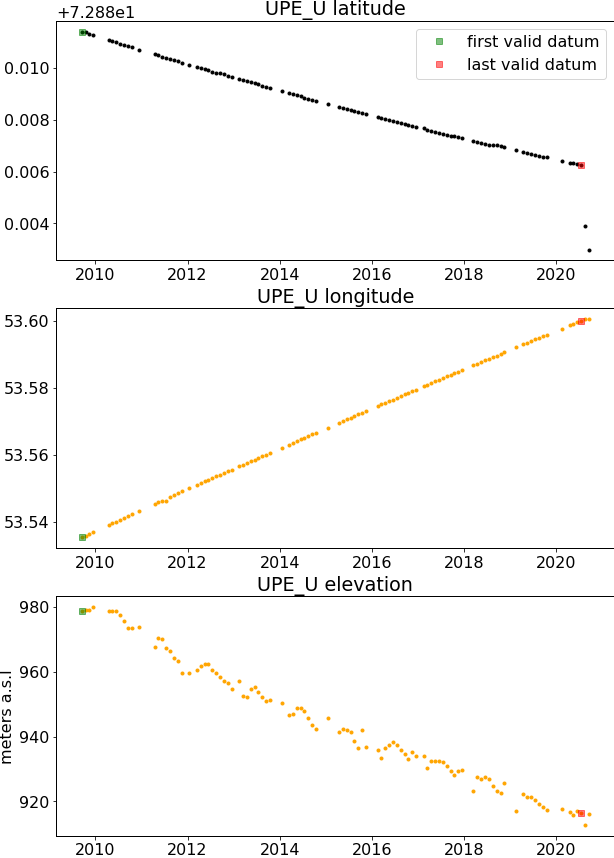 UPE_U latitude
+7.288e1
first valid datum
last valid datum
0.010
0.008
0.006
0.004
2010 2012 2014 2016 2018 2020
UPE_U longitude
53.60
53.58
53.56
53.54
2010 2012 2014 2016 2018 2020
UPE_U elevation
meters a.s.l
980
960
940
920
2010 2012 2014 2016 2018 2020